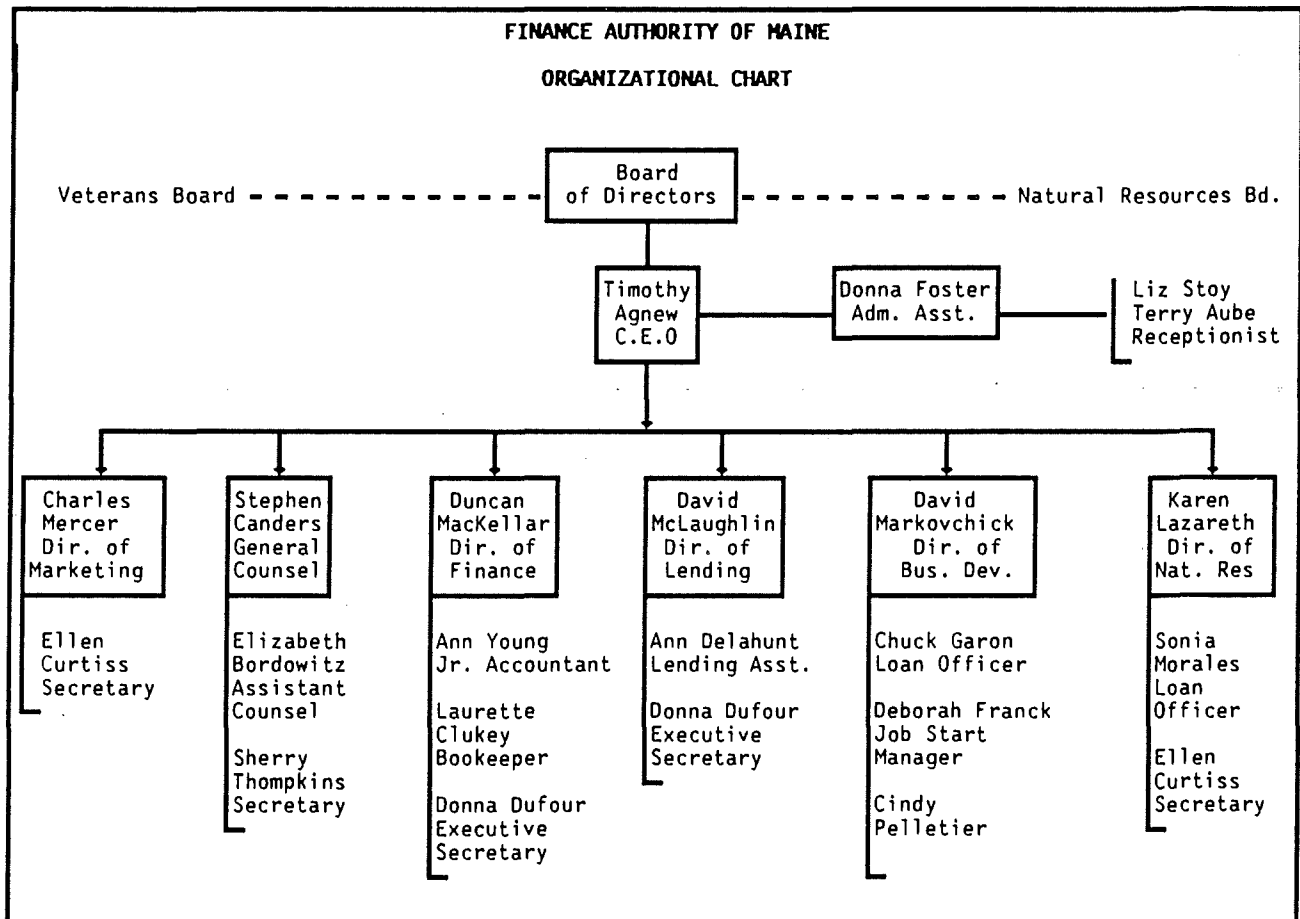 FINANCE AUTHORITY OF MAINE
ORGANIZATIONAL CHART
Board
of Directors
Veterans Board
Natural Resources Bd.
Timothy
Agnew
C.E.O
Donna Foster
Adm. Asst.
Liz Stoy
Terry Aube
Receptionist
Charles
Mercer
Dir. of
Marketing
Ellen
Curtiss
Secretary
Stephen
Canders
General
Counsel
Elizabeth
Bordowitz
Assistant
Counsel
Sherry
Thompkins
Secretary
Duncan
MacKellar
Dir. of
Finance
Ann Young
Jr. Accountant
Laurette
Clukey
Bookeeper
Donna Dufour
Executive
Secretary
David
McLaughlin
Dir. of
Lending
Ann Delahunt
Lending Asst.
Donna Dufour
Executive
Secretary
David
Markovchick
Dir. of
Bus. Dev.
Chuck Garon
Loan Officer
Deborah Franck
Job Start
Manager
Cindy
Pelletier
Karen
Lazareth
Dir. of
Nat. Res
Sonia
Morales
Loan
Officer
Ellen
Curtiss
Secretary